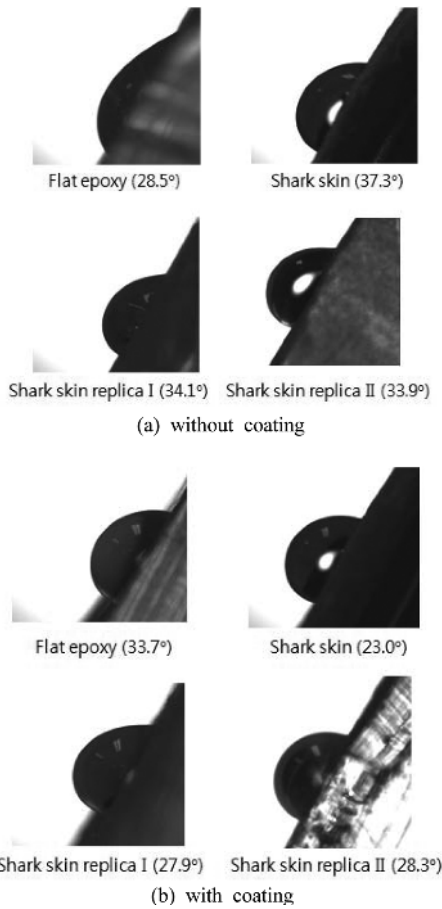 Flat epoxy (28.5°)
Shark skin (37.3°)
Shark skin replica I (34.1°)
Shark skin replica II (33.9°)
(a) without coating
Flat epoxy (33.7°)
Shark skin (23.0°)
Shark skin replica I (27.9°)
Shark skin replica II (28.3°)
(b) with coating